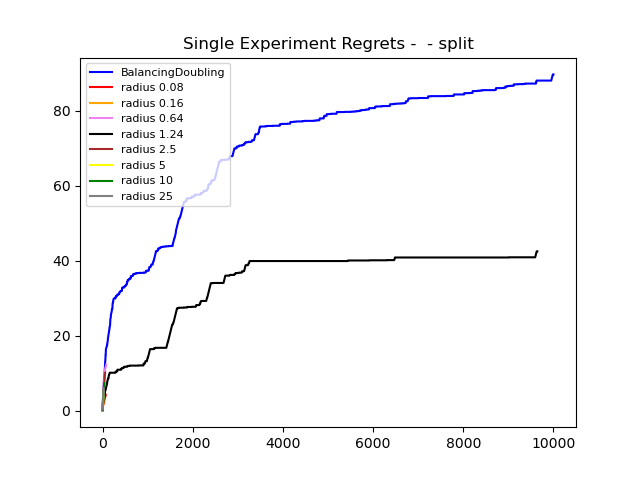 Single Experiment Regrets -  - split
BalancingDoubling
radius 0.08
radius 0.16
radius 0.64
radius 1.24
radius 2.5
radius 5
radius 10
radius 25
80
60
40
20
0
0 2000 4000 6000 8000 10000